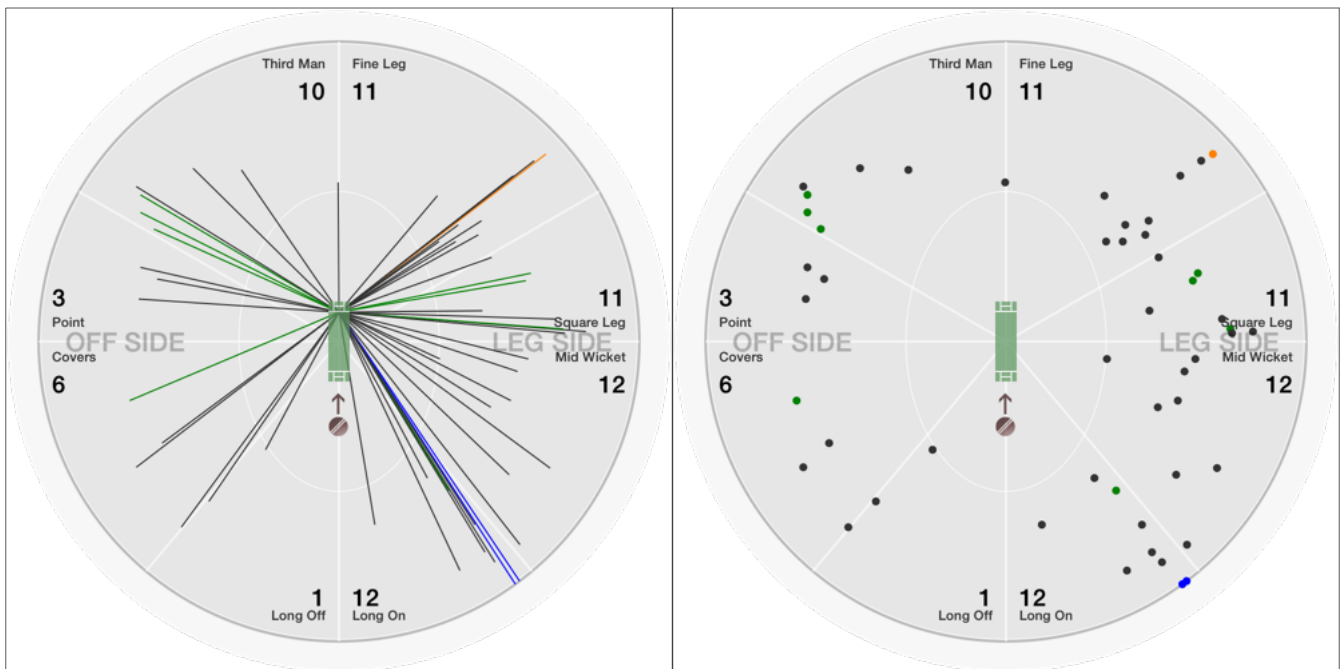 Third Man Fine Leg
10 11
3 11
Point Square Leg
OFF SIDE LEG SIDE
Covers Mid Wicket
6 12
1 12
Long Off Long On
Third Man Fine Leg
10 11
3 11
Point Square Leg
OFF SIDE LEG SIDE
Covers Mid Wicket
6 12
1 12
Long Off Long On